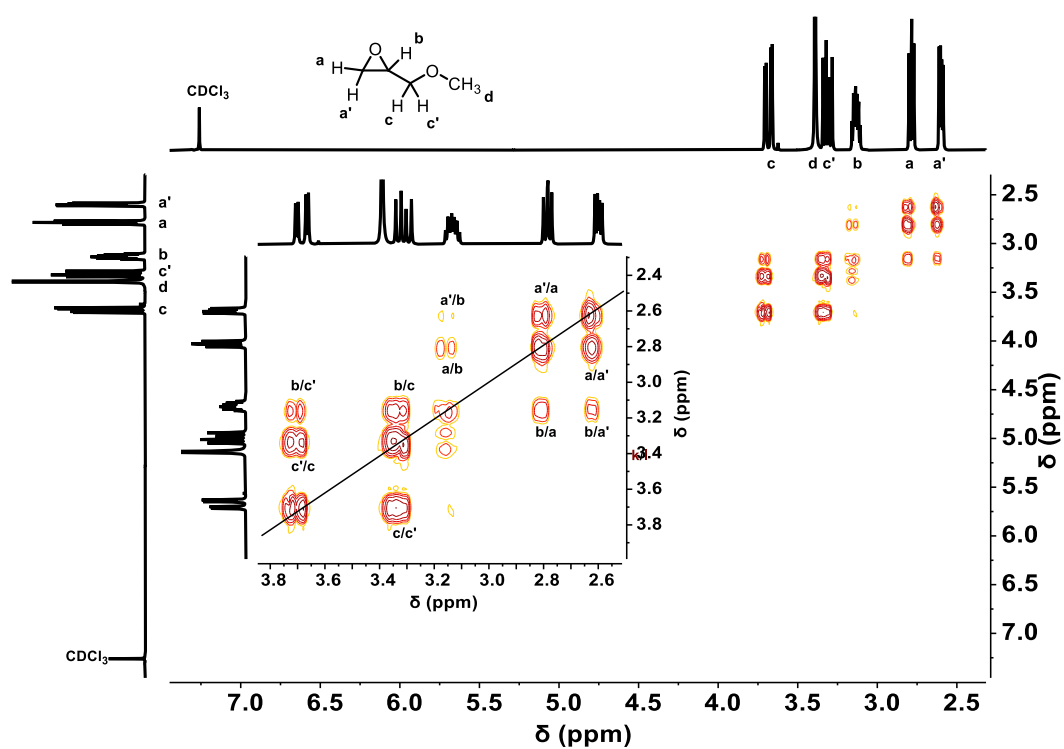 O
b
H
a
H
O
H
CH3
a'
d
H
H
c
c'
CDCl3
c
d
c'
b
a
a'
a'
a
b
c'
d
c
CDCl3
2.5
3.0
3.5
4.0
4.5
5.0
5.5
6.0
6.5
7.0
δ (ppm)
a'/b
a'/a
a/b
a/a'
b/c'
b/c
b/a
b/a'
c'/c
c/c'
2.4
2.6
2.8
3.0
3.2
3.4
3.6
3.8
δ (ppm)
3.8 3.6 3.4 3.2 3.0 2.8 2.6
δ (ppm)
7.0 6.5 6.0 5.5 5.0 4.5 4.0 3.5 3.0 2.5
δ (ppm)